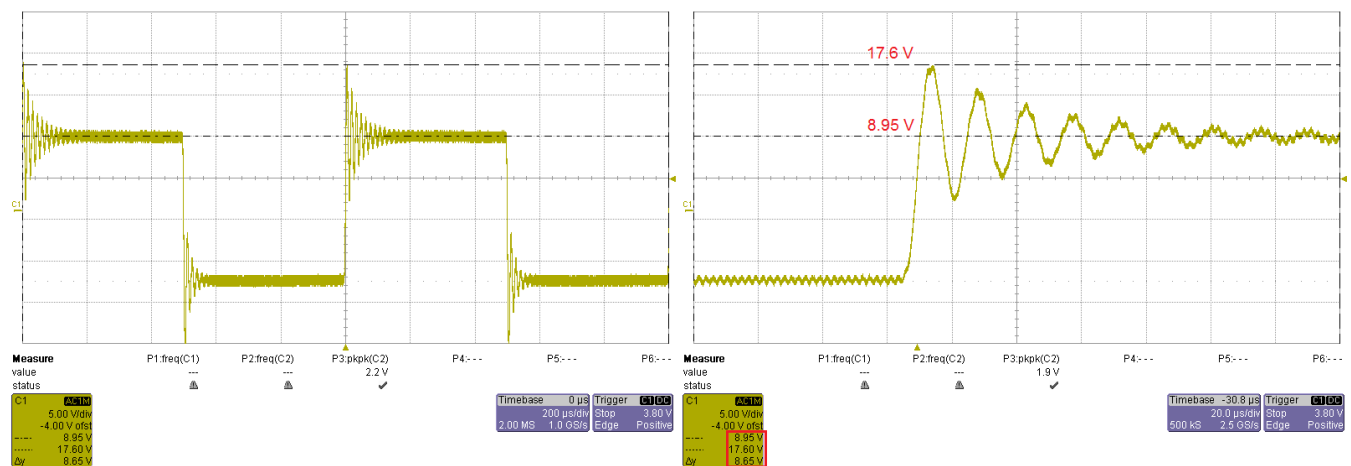 17.6 V
8.95 V
C1
C1
Measure P1:freq(C1) P2:freq(C2) P3:pkpk(C2) P4:- - - P5:- - - P6:- - -
value - - - - - - 2.2 V
status
C1 AC1M
5.00 V/div
-4.00 V ofst
8.95 V
17.60 V
Δy 8.65 V
Timebase 0 µs
200 µs/div
2.00 MS 1.0 GS/s
Trigger C1 DC
Stop 3.80 V
Edge Positive
Measure P1:freq(C1) P2:freq(C2) P3:pkpk(C2) P4:- - - P5:- - - P6:- - -
value - - - - - - 1.9 V
status
C1 AC1M
5.00 V/div
-4.00 V ofst
8.95 V
17.60 V
Δy 8.65 V
Timebase -30.8 µs
20.0 µs/div
500 kS 2.5 GS/s
Trigger C1 DC
Stop 3.80 V
Edge Positive